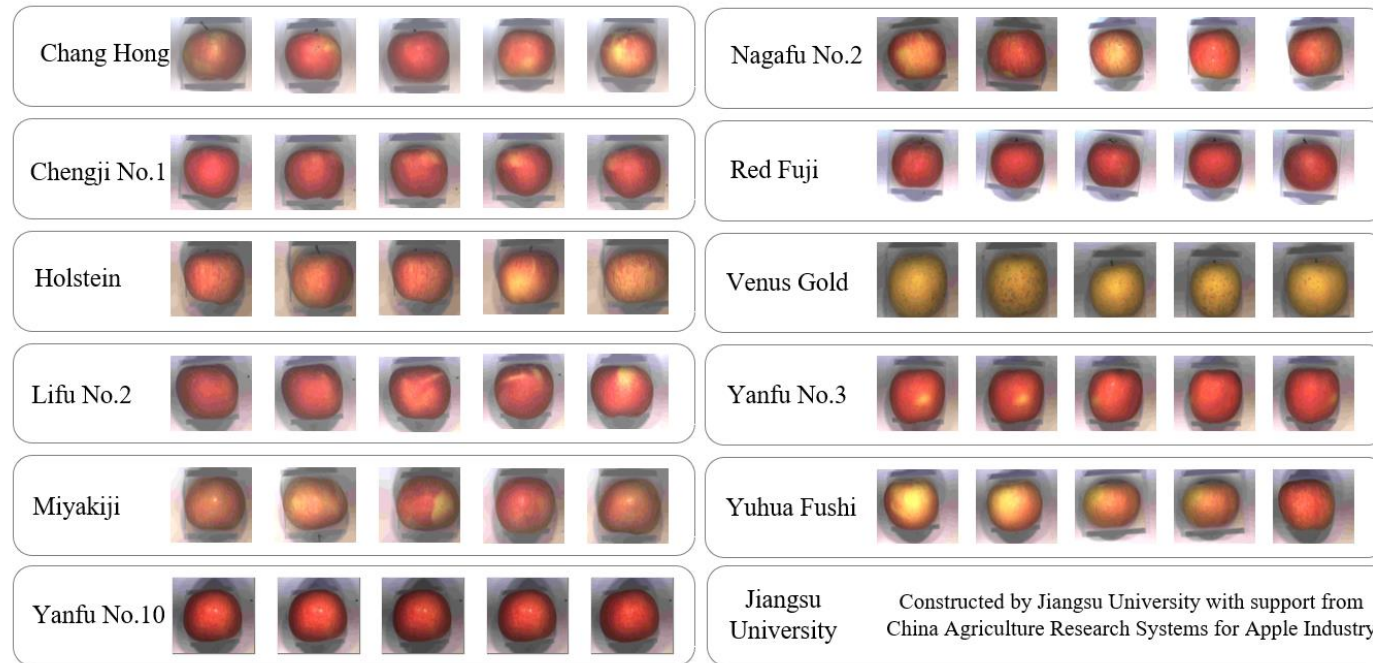 Chang Hong
Nagafu No.2
Chengji No.1
Red Fuji
Holstein
Venus Gold
Lifu No.2
Yanfu No.3
Miyakiji
Yuhua Fushi
Yanfu No.10
Jiangsu
University
Constructed by Jiangsu University with support from
China Agriculture Research Systems for Apple Industry